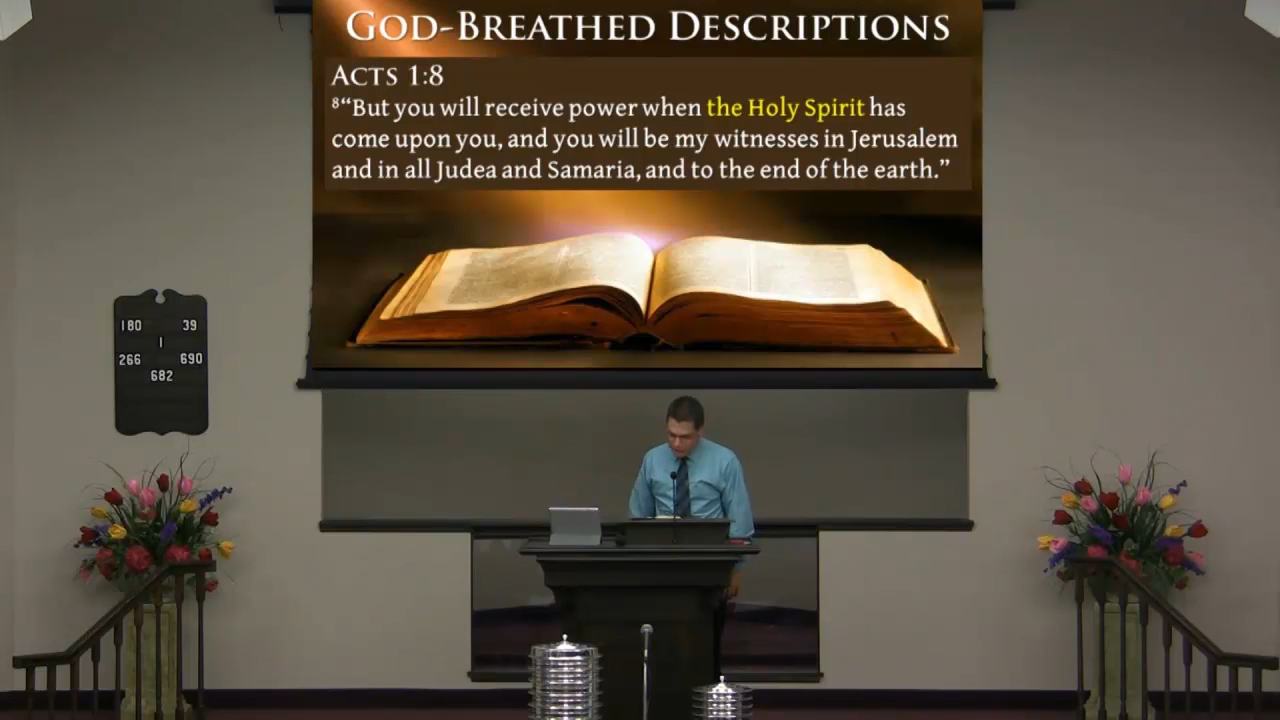 GOD-BREATHED DESCRIPTIONS
ACTS 1:8
⁸“But you will receive power when the Holy Spirit has
come upon you, and you will be my witnesses in Jerusalem
and in all Judea and Samaria, and to the end of the earth.”
180 39
1
266 690
682